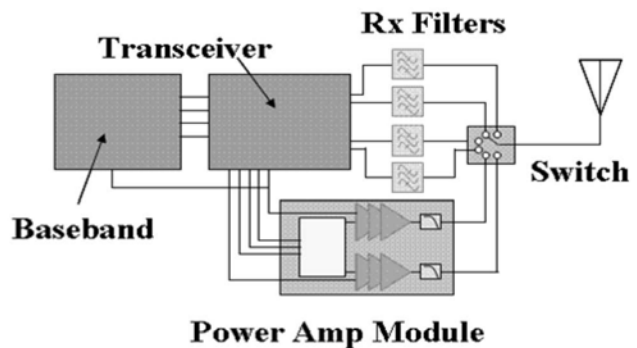 Rx Filters
Transceiver
Switch
Baseband
Power Amp Module